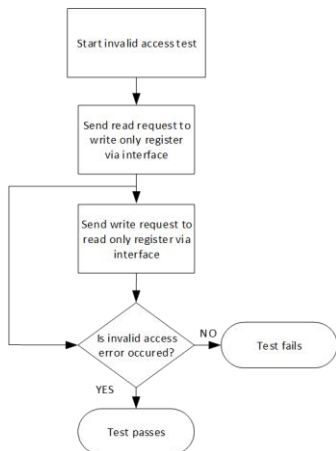 Start invalid access test
Send read request to
write only register
via interface
Send write request to
read only register via
interface
Is invalid access
error occured?
NO
Test fails
YES
Test passes